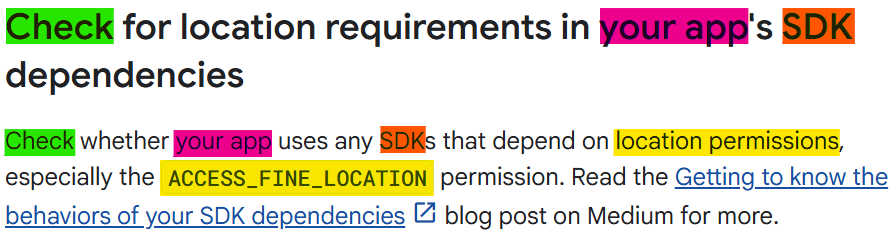 Check for location requirements in your app's SDK
dependencies
Check whether your app uses any SDKs that depend on location permissions,
especially the ACCESS_FINE_LOCATION permission. Read the Getting to know the
behaviors of your SDK dependencies blog post on Medium for more.